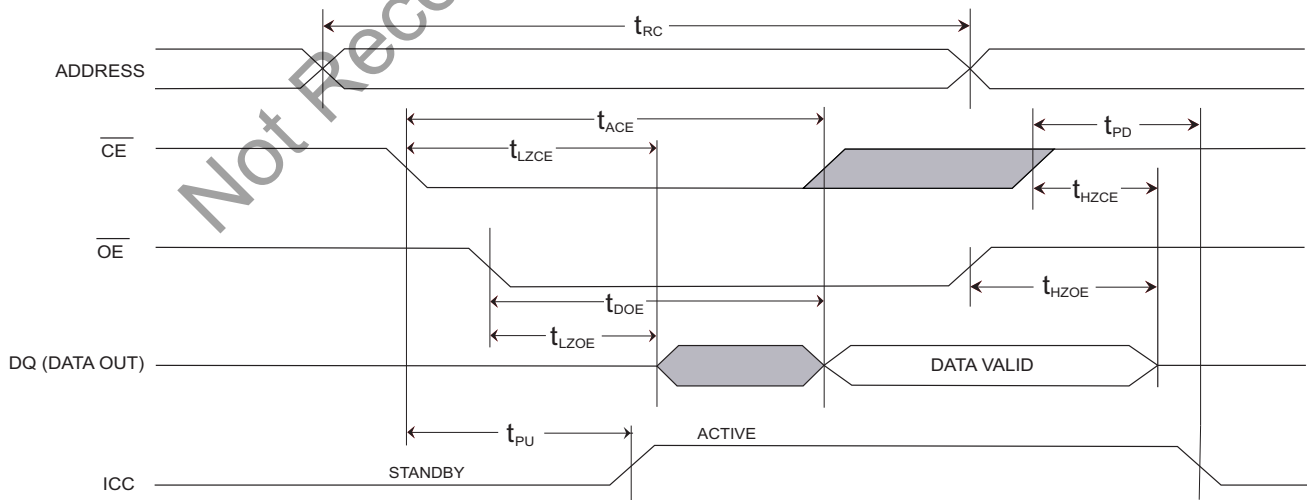 Not Reco
tRC
ADDRESS
tACE
tPD
CE
tLZCE
tHZCE
OE
tHZOE
tDOE
tLZOE
DQ (DATA OUT)
DATA VALID
tPU
ACTIVE
STANDBY
ICC